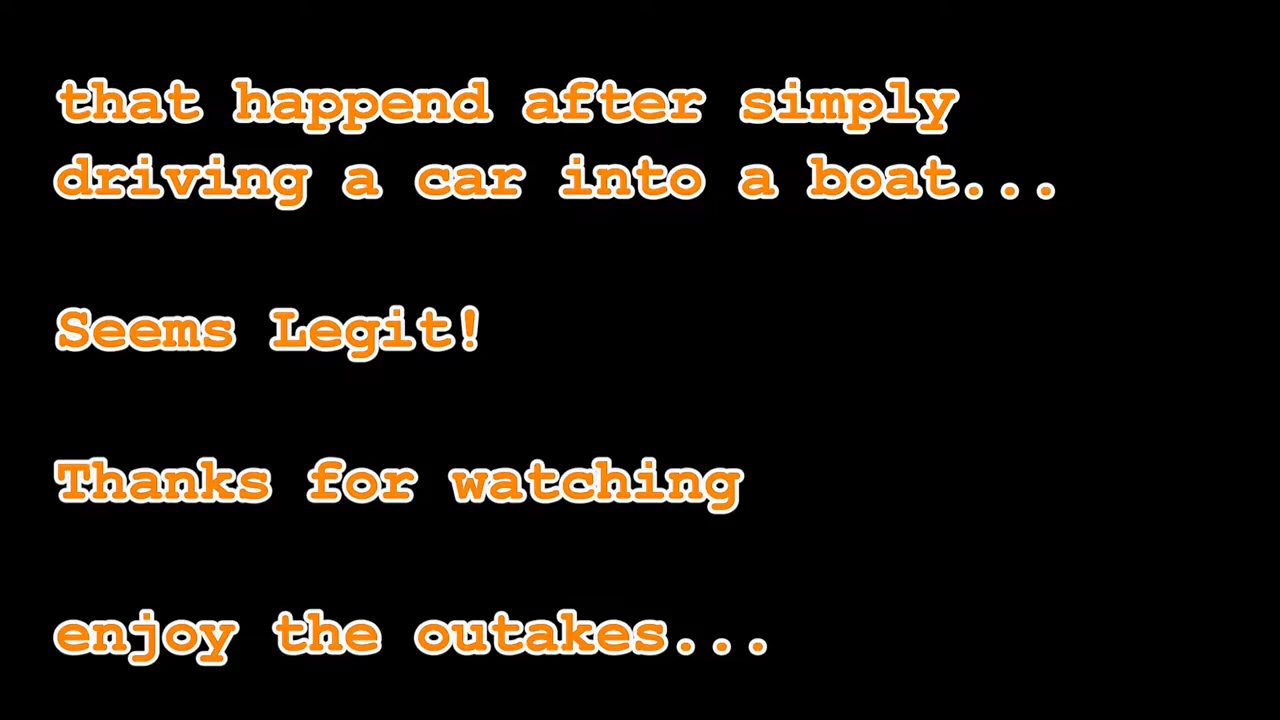 that happend after simply
driving a car into a boat...
Seems Legit!
Thanks for watching
enjoy the outakes...